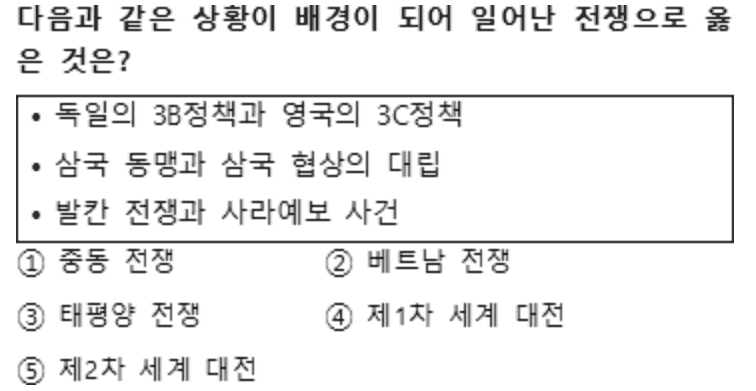 다음과 같은 상황이 배경이 되어 일어난 전쟁으로 옳
은 것은?
• 독일의 3B정책과 영국의 3C정책
• 삼국 동맹과 삼국 협상의 대립
• 발칸 전쟁과 사라예보 사건
① 중동 전쟁 ② 베트남 전쟁
③ 태평양 전쟁 ④ 제1차 세계 대전
⑤ 제2차 세계 대전